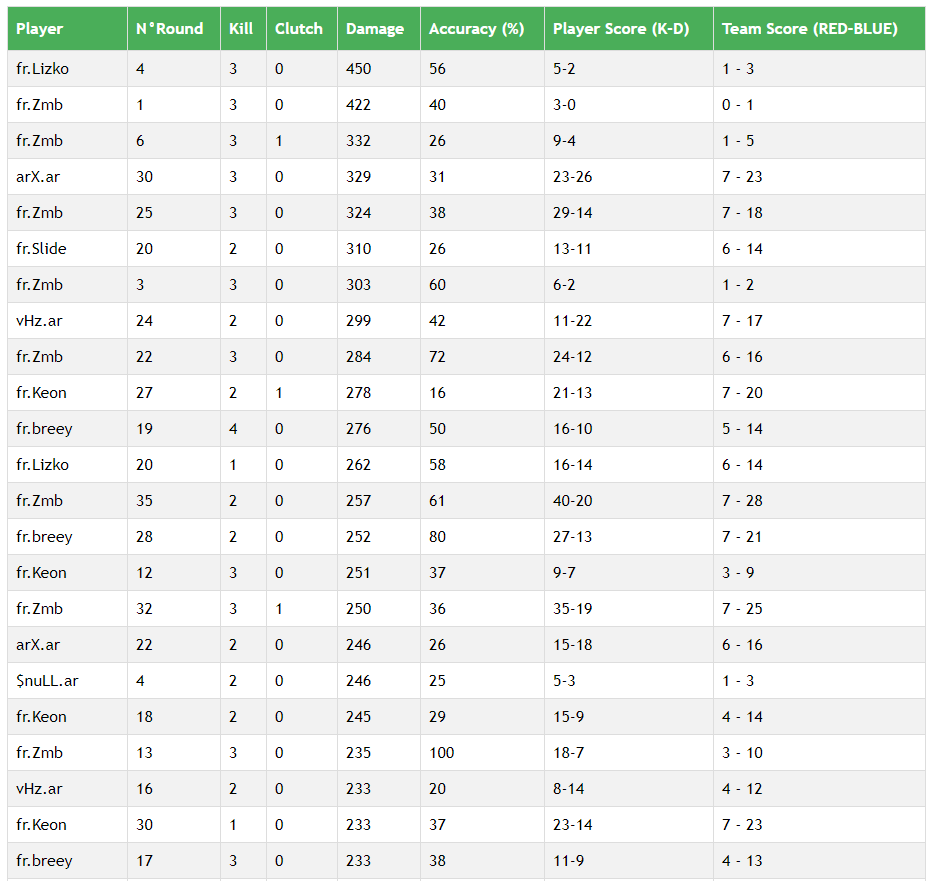 Player N°Round Kill Clutch Damage Accuracy (%) Player Score (K-D) Team Score (RED-BLUE)
fr.Lizko 4 3 0 450 56 5-2 1 - 3
fr.Zmb 1 3 0 422 40 3-0 0 - 1
fr.Zmb 6 3 1 332 26 9-4 1 - 5
arX.ar 30 3 0 329 31 23-26 7 - 23
fr.Zmb 25 3 0 324 38 29-14 7 - 18
fr.Slide 20 2 0 310 26 13-11 6 - 14
fr.Zmb 3 3 0 303 60 6-2 1 - 2
vHz.ar 24 2 0 299 42 11-22 7 - 17
fr.Zmb 22 3 0 284 72 24-12 6 - 16
fr.Keon 27 2 1 278 16 21-13 7 - 20
fr.breey 19 4 0 276 50 16-10 5 - 14
fr.Lizko 20 1 0 262 58 16-14 6 - 14
fr.Zmb 35 2 0 257 61 40-20 7 - 28
fr.breey 28 2 0 252 80 27-13 7 - 21
fr.Keon 12 3 0 251 37 9-7 3 - 9
fr.Zmb 32 3 1 250 36 35-19 7 - 25
arX.ar 22 2 0 246 26 15-18 6 - 16
$nuLL.ar 4 2 0 246 25 5-3 1 - 3
fr.Keon 18 2 0 245 29 15-9 4 - 14
fr.Zmb 13 3 0 235 100 18-7 3 - 10
vHz.ar 16 2 0 233 20 8-14 4 - 12
fr.Keon 30 1 0 233 37 23-14 7 - 23
fr.breey 17 3 0 233 38 11-9 4 - 13